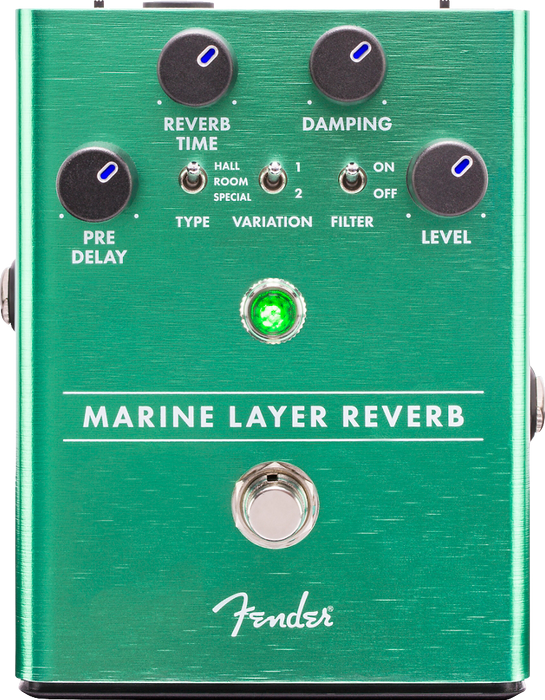 REVERB
TIME
DAMPING
PRE
DELAY
HALL
ROOM
SPECIAL
TYPE
1
2
VARIATION
ON
OFF
FILTER
LEVEL
MARINE LAYER REVERB
Fender®